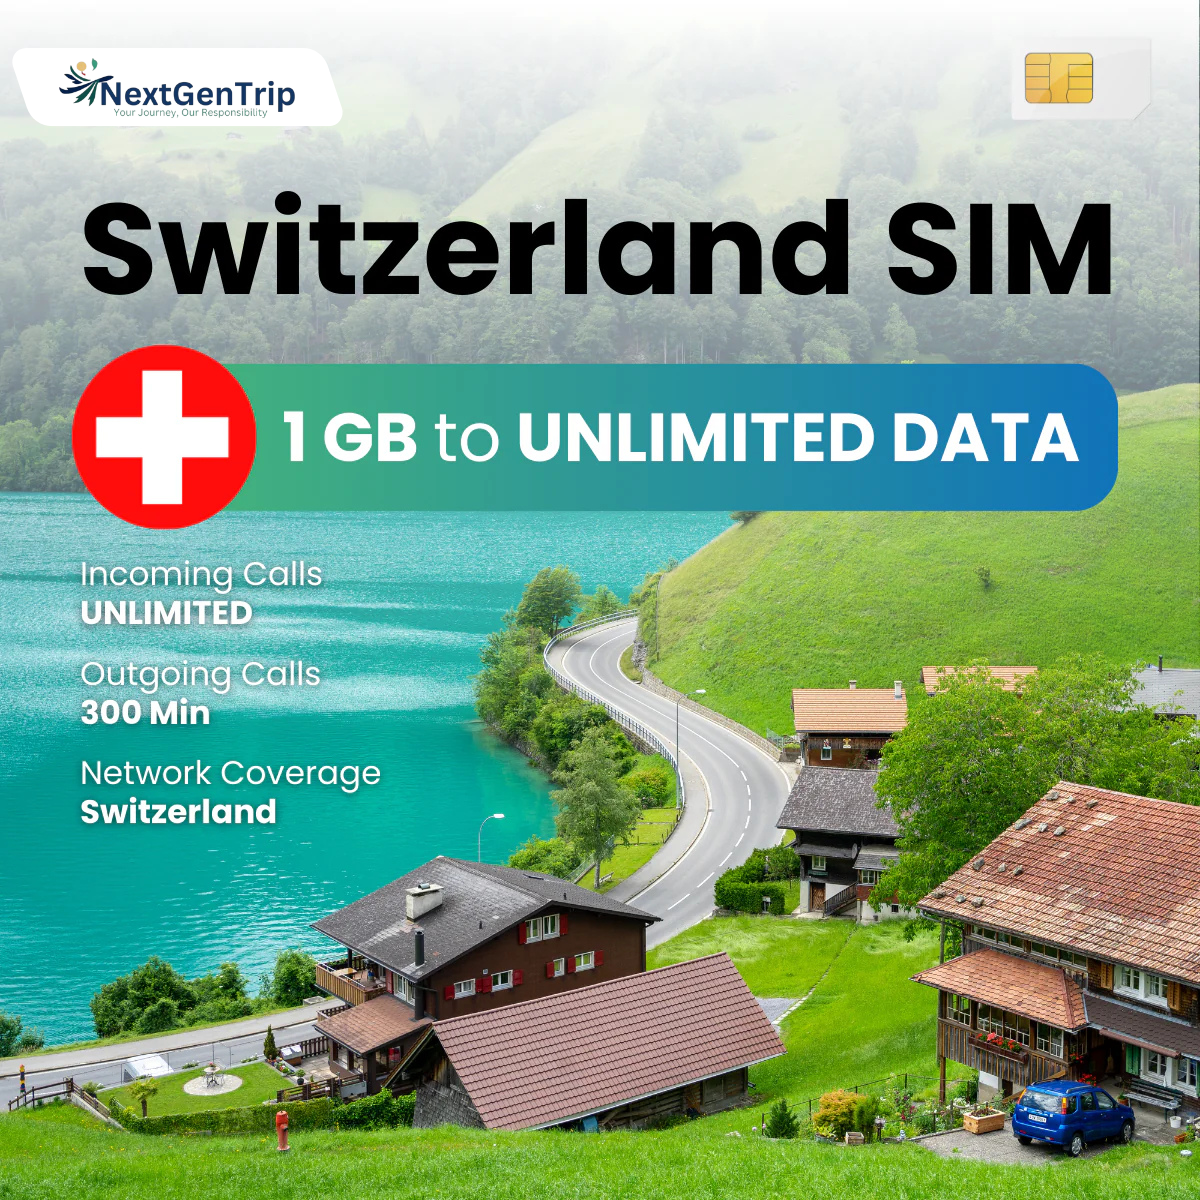 NextGenTrip
Your Journey, Our Responsibility
Switzerland SIM
1 GB to UNLIMITED DATA
Incoming Calls
UNLIMITED
Outgoing Calls
300 Min
Network Coverage
Switzerland